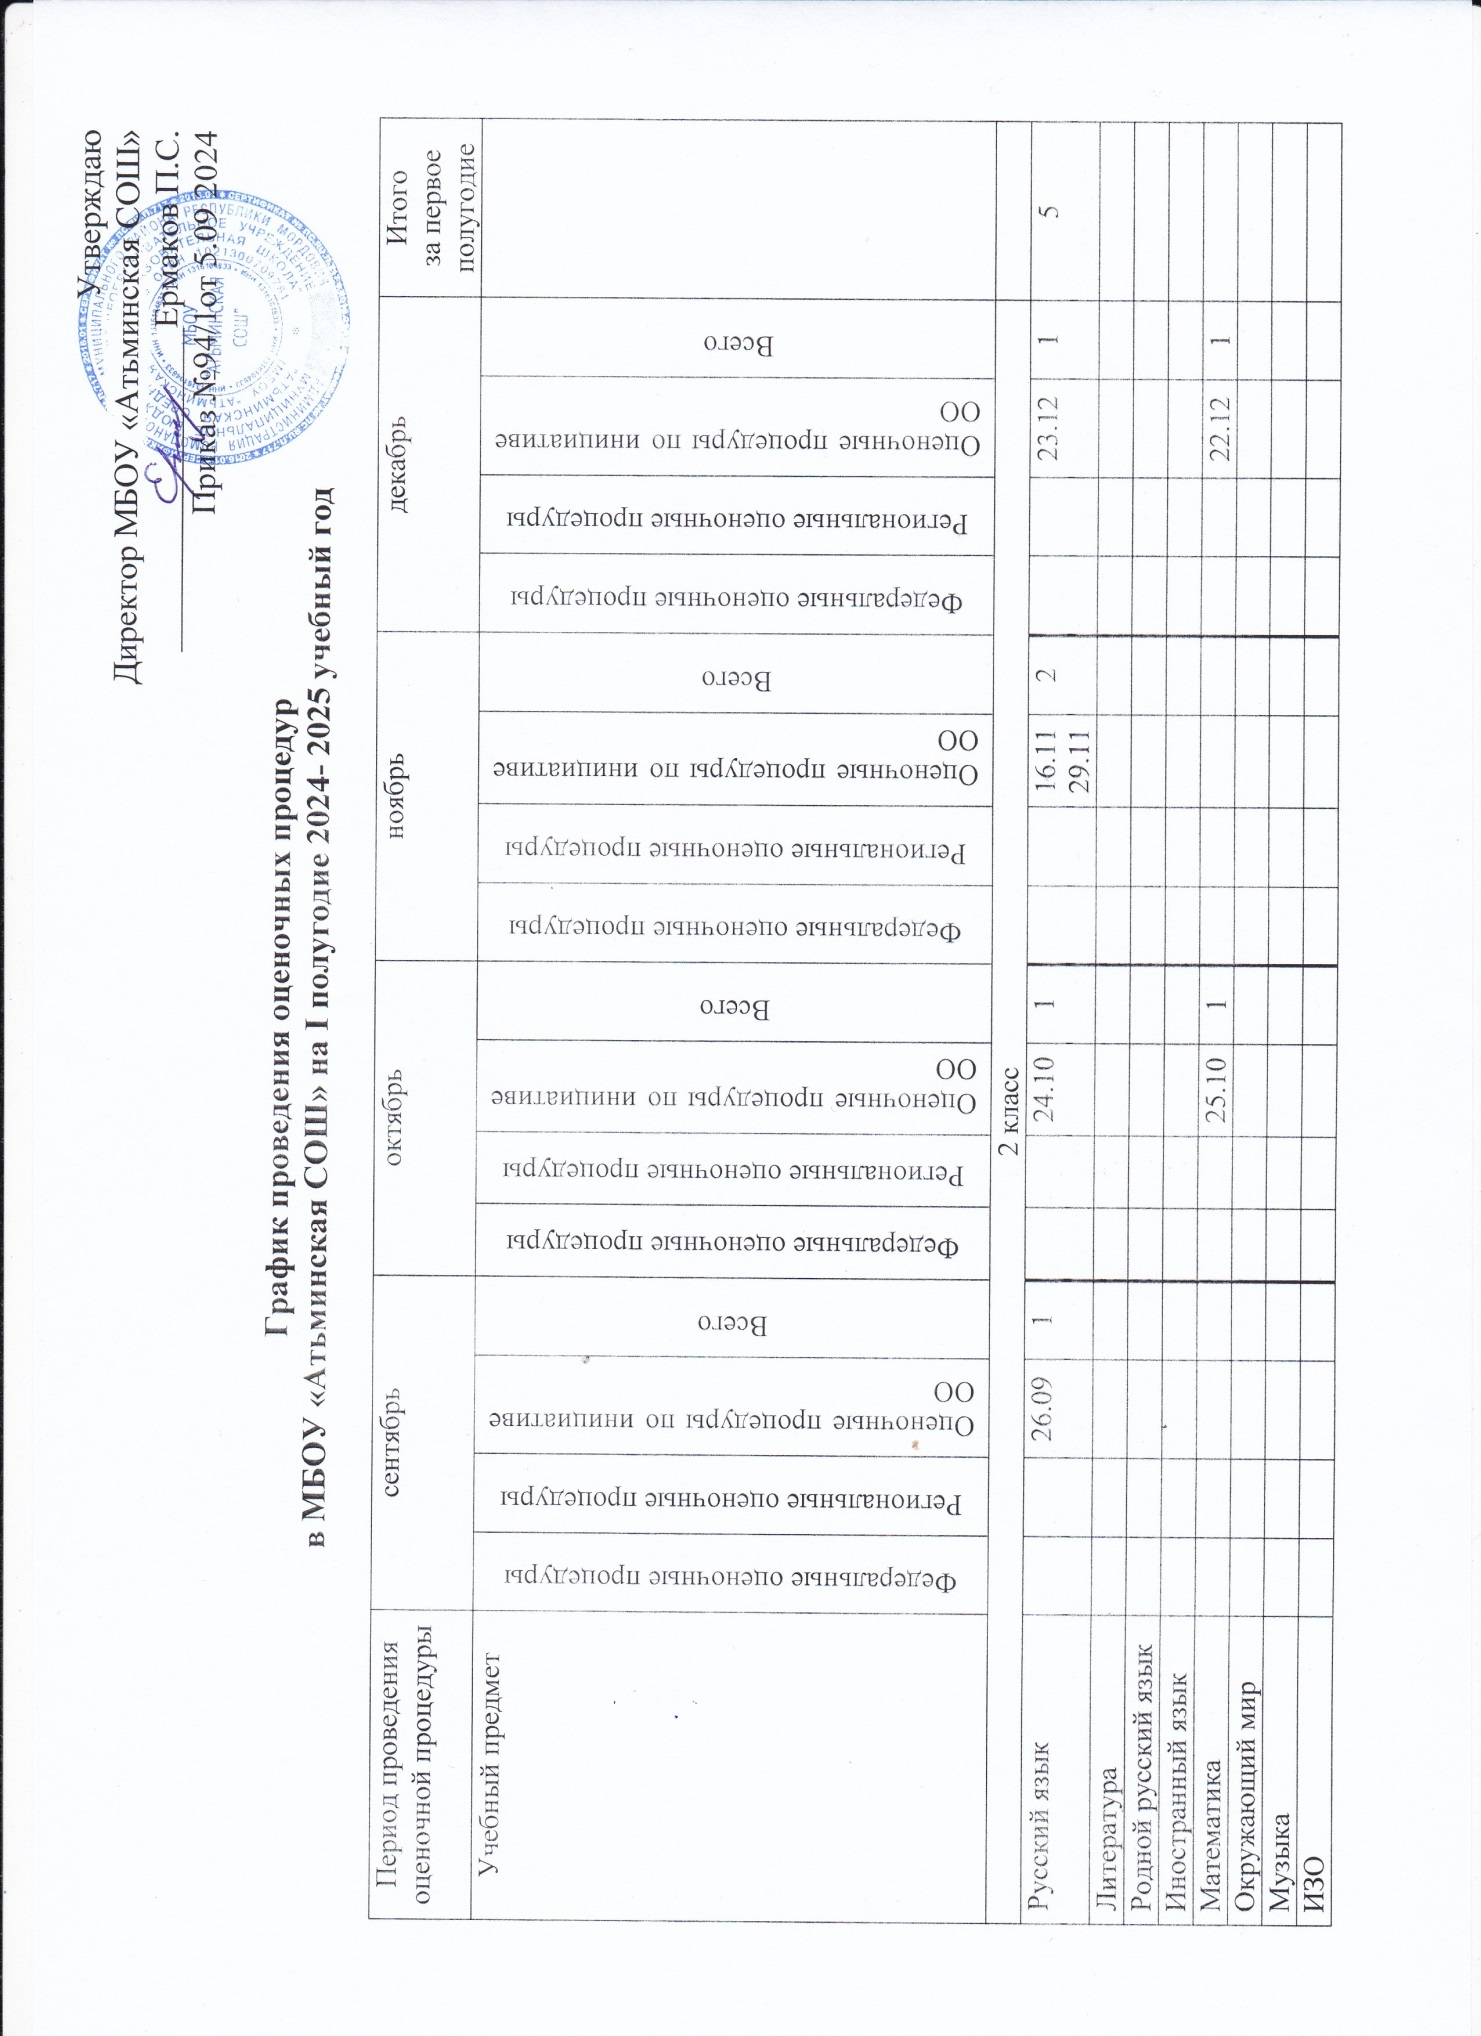 Утверждаю
Директор МБОУ «Атьминская СОШ»
Ермаков П.С.
Приказ №94/1от 5.09 2024
МБОУ
"АТЬМИНСКАЯ
СОШ"
График проведения оценочных процедур
в МБОУ «Атьминская СОШ» на I полугодие 2024- 2025 учебный год
Период проведения
оценочной процедуры
сентябрь
октябрь
ноябрь
декабрь
Итого
за первое
полугодие
Учебный предмет
Федеральные оценочные процедуры
Региональные оценочные процедуры
Оценочные процедуры по инициативе
ОО
Всего
Федеральные оценочные процедуры
Региональные оценочные процедуры
Оценочные процедуры по инициативе
ОО
Всего
Федеральные оценочные процедуры
Региональные оценочные процедуры
Оценочные процедуры по инициативе
ОО
Всего
Федеральные оценочные процедуры
Региональные оценочные процедуры
Оценочные процедуры по инициативе
ОО
Всего
2 класс
Русский язык 26.09 1 24.10 1 16.11 2 23.12 1 5
29.11
Литература
Родной русский язык
Иностранный язык
Математика 25.10 1 22.12 1
Окружающий мир
Музыка
ИЗО